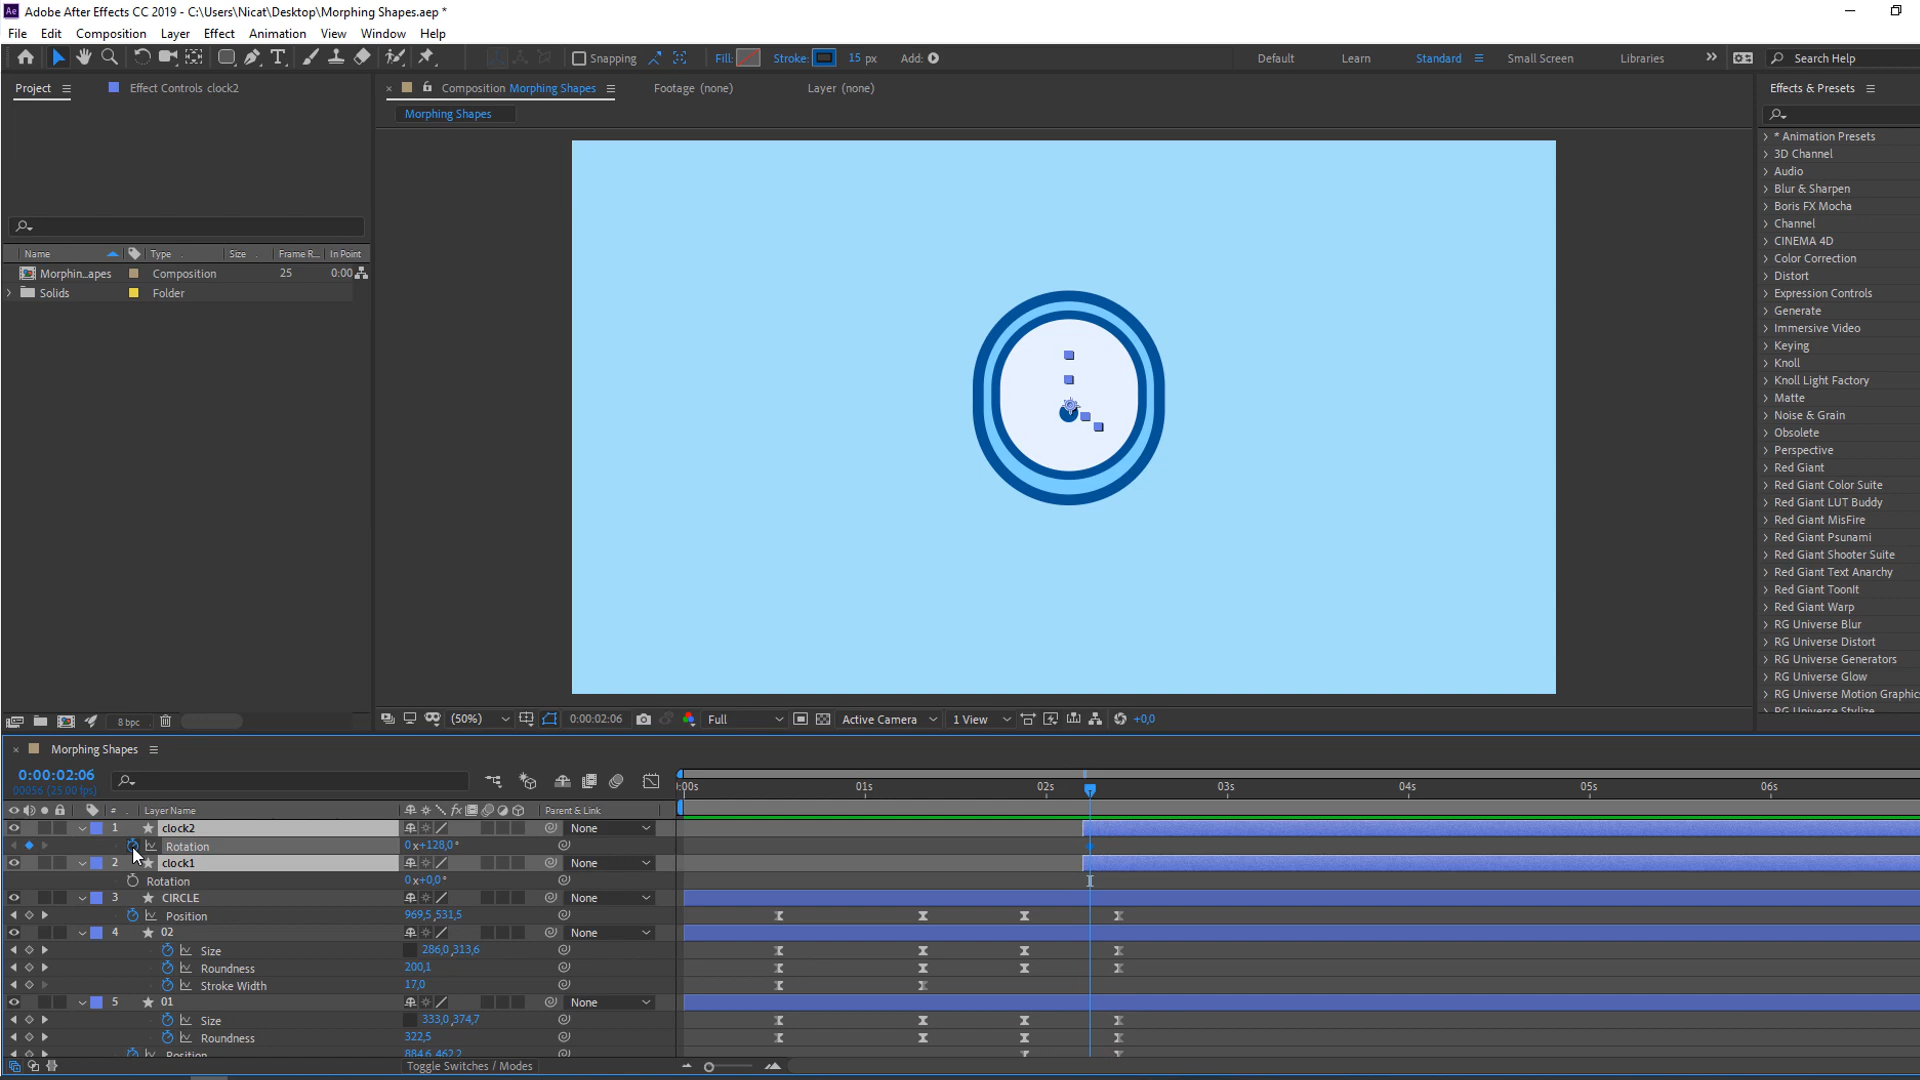 Ae Adobe After Effects CC 2019 - C:\Users\Nicat\Desktop\Morphing Shapes.aep *
File Edit Composition Layer Effect Animation View Window Help
Snapping Fill: Stroke: 15 px Add: Default Learn Standard Small Screen Libraries Search Help
Project Effect Controls clock2 Composition Morphing Shapes Footage (none) Layer (none) Effects & Presets
Morphing Shapes
* Animation Presets
3D Channel
Audio
Blur & Sharpen
Boris FX Mocha
Channel
CINEMA 4D
Color Correction
Distort
Expression Controls
Generate
Immersive Video
Keying
Knoll
Knoll Light Factory
Matte
Noise & Grain
Obsolete
Perspective
Red Giant
Red Giant Color Suite
Red Giant LUT Buddy
Red Giant MisFire
Red Giant Psunami
Red Giant Shooter Suite
Red Giant Text Anarchy
Red Giant ToonIt
Red Giant Warp
RG Universe Blur
RG Universe Distort
RG Universe Generators
RG Universe Glow
RG Universe Motion Graphics
RG Universe Stylize
Name Type Size Frame R... In Point
Morphin...apes Composition 25 0:00
Solids Folder
8 bpc
(50%) 0:00:02:06 Full Active Camera 1 View +0,0
Morphing Shapes
0:00:02:06
00056 (25.00 fps)
:00s 01s 02s 03s 04s 05s 06s
# Layer Name fx Parent & Link
1 clock2 None
Rotation 0x+128,0°
2 clock1 None
Rotation 0x+0,0°
3 CIRCLE None
Position 969,5,531,5
4 02 None
Size 286,0,313,6
Roundness 200,1
Stroke Width 17,0
5 01 None
Size 333,0,374,7
Roundness 322,5
Position 884,6,462,2
Toggle Switches / Modes